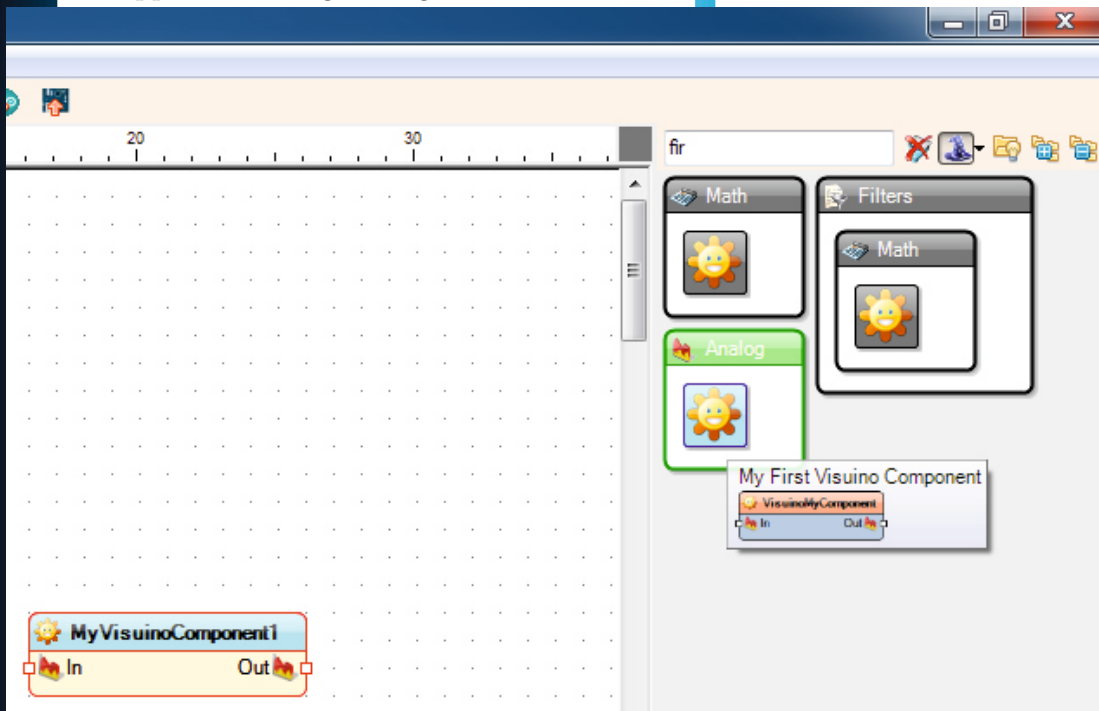 20
30
fir
Math
Filters
Math
Analog
My First Visuino Component
VisuinoMyComponent
In Out
MyVisuinoComponent1
In Out